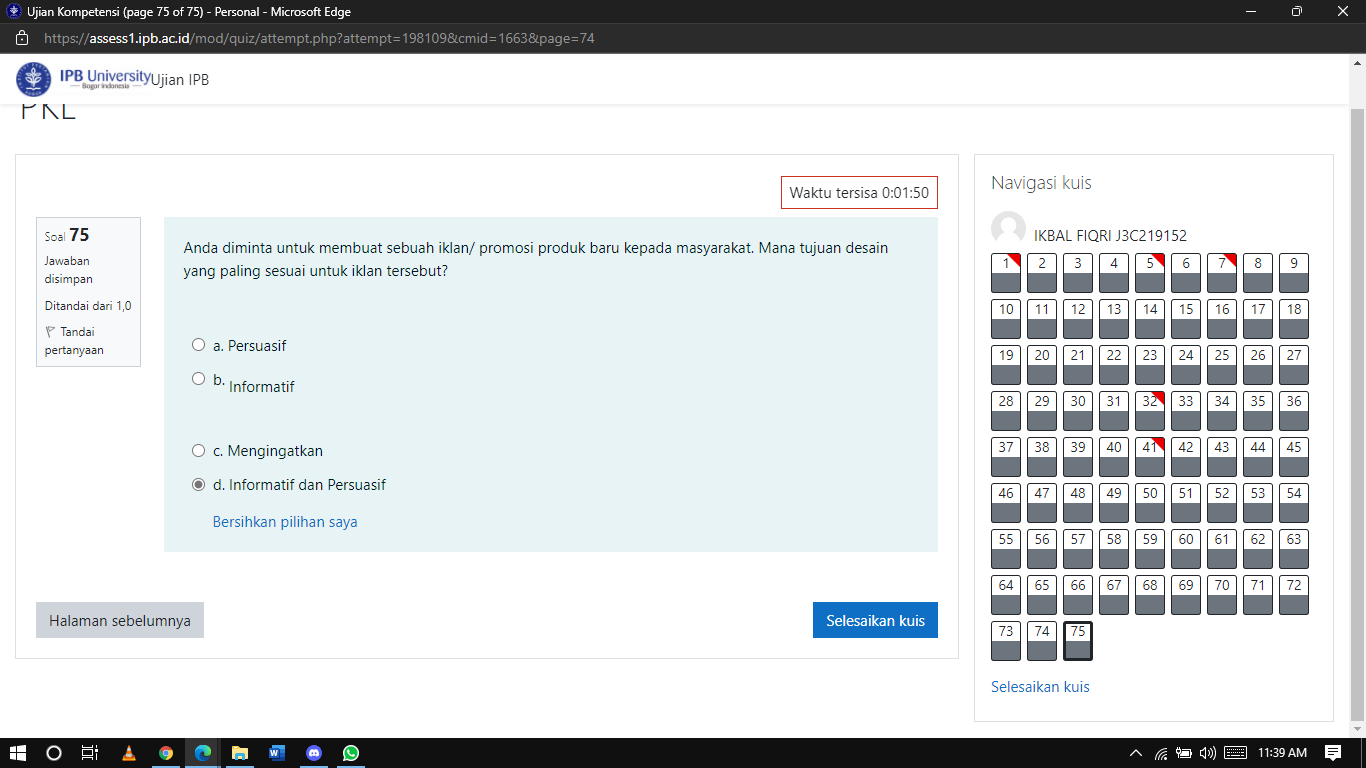 Ujian Kompetensi (page 75 of 75) - Personal - Microsoft Edge
https://assess1.ipb.ac.id/mod/quiz/attempt.php?attempt=198109&cmid=1663&page=74
IPB University
Bogor Indonesia
Ujian IPB
PKL
Waktu tersisa 0:01:50
Soal 75
Jawaban
disimpan
Ditandai dari 1,0
Tandai
pertanyaan
Anda diminta untuk membuat sebuah iklan/ promosi produk baru kepada masyarakat. Mana tujuan desain
yang paling sesuai untuk iklan tersebut?
a. Persuasif
b. Informatif
c. Mengingatkan
d. Informatif dan Persuasif
Bersihkan pilihan saya
Halaman sebelumnya
Selesaikan kuis
Navigasi kuis
IKBAL FIQRI J3C219152
1 2 3 4 5 6 7 8 9
10 11 12 13 14 15 16 17 18
19 20 21 22 23 24 25 26 27
28 29 30 31 32 33 34 35 36
37 38 39 40 41 42 43 44 45
46 47 48 49 50 51 52 53 54
55 56 57 58 59 60 61 62 63
64 65 66 67 68 69 70 71 72
73 74 75
Selesaikan kuis
11:39 AM